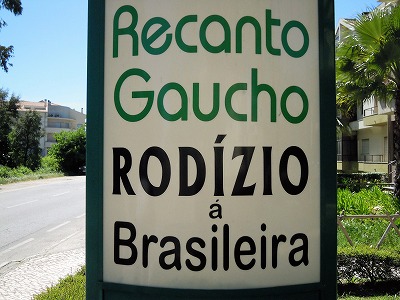 Recanto
Gaucho
RODÍZIO
á
Brasileira